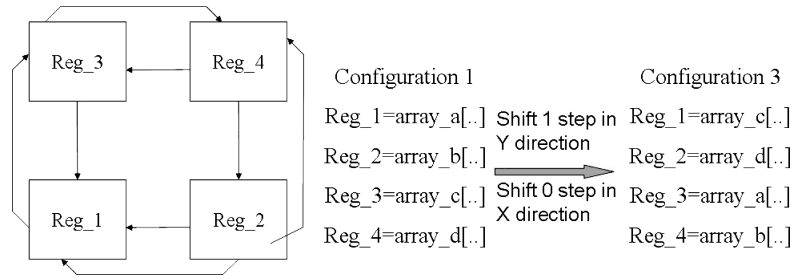 Reg_3
Reg_4
Reg_1
Reg_2
Configuration 1
Reg_1=array_a[..]
Reg_2=array_b[..]
Reg_3=array_c[..]
Reg_4=array_d[..]
Shift 1 step in
Y direction
Shift 0 step in
X direction
Configuration 3
Reg_1=array_c[..]
Reg_2=array_d[..]
Reg_3=array_a[..]
Reg_4=array_b[..]